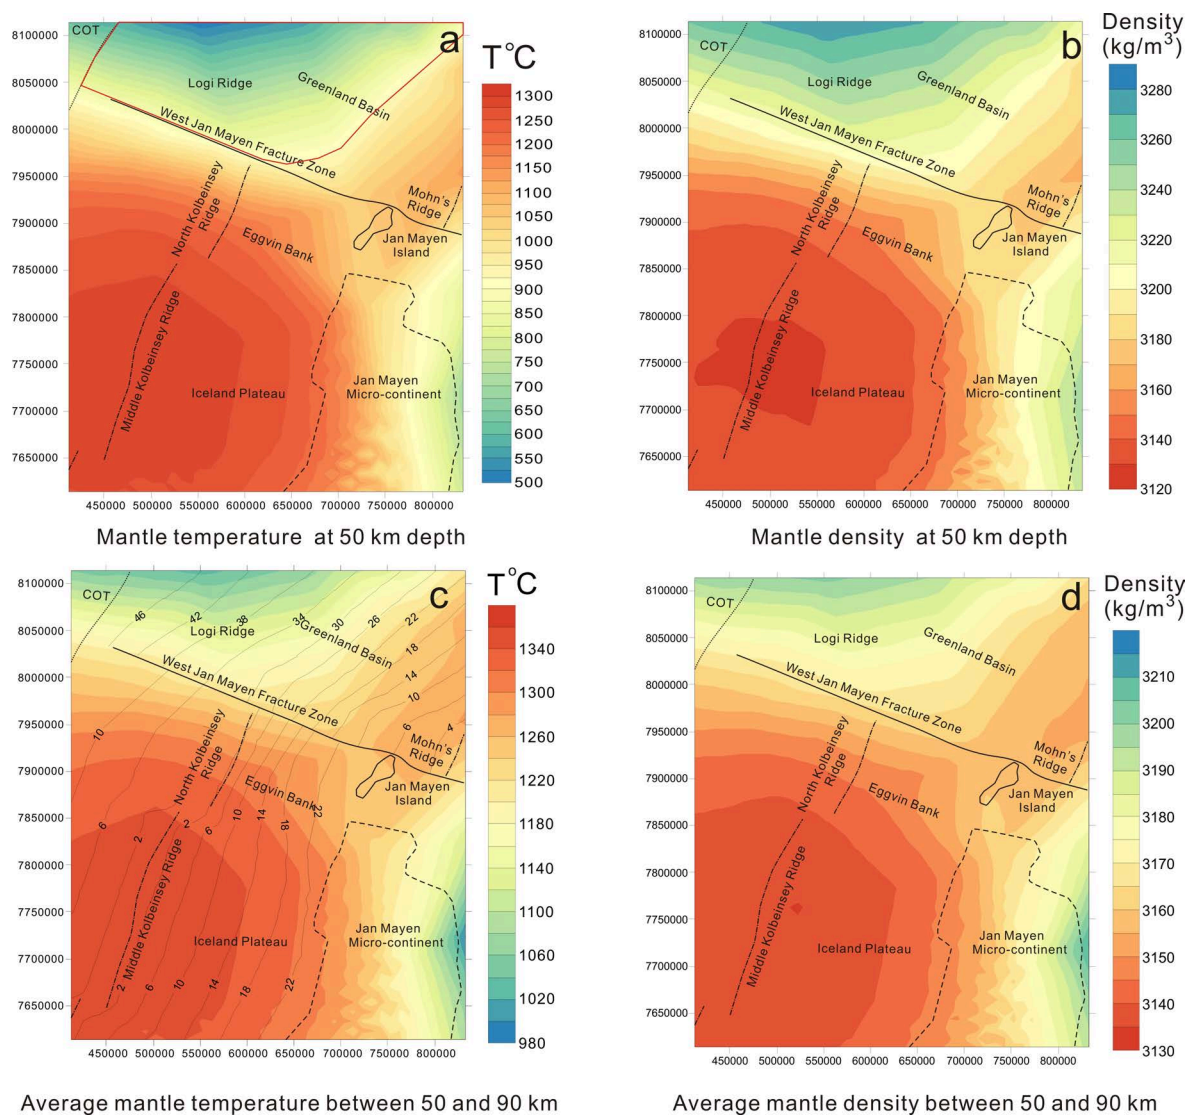 a
COT
T°C
Logi Ridge
Greenland Basin
West Jan Mayen Fracture Zone
North Kolbeinsey
Ridge
Mohn's
Ridge
Eggvin Bank
Jan Mayen
Island
Middle Kolbeinsey Ridge
Iceland Plateau
Jan Mayen
Micro-continent
8100000
8050000
8000000
7950000
7900000
7850000
7800000
7750000
7700000
7650000
450000 500000 550000 600000 650000 700000 750000 800000
1300
1200
1150
1100
1050
1000
950
900
850
800
750
700
650
600
550
500
Mantle temperature at 50 km depth
b
COT
Density
(kg/m³)
Logi Ridge
Greenland Basin
West Jan Mayen Fracture Zone
North Kolbeinsey
Ridge
Mohn's
Ridge
Eggvin Bank
Jan Mayen
Island
Middle Kolbeinsey Ridge
Iceland Plateau
Jan Mayen
Micro-continent
8100000
8050000
8000000
7950000
7900000
7850000
7800000
7750000
7700000
7650000
450000 500000 550000 600000 650000 700000 750000 800000
3280
3260
3240
3220
3200
3180
3160
3140
3120
Mantle density at 50 km depth
c
COT
T°C
46 42 38 34 30 26 22
18
14
10
6 4
Logi Ridge
Greenland Basin
West Jan Mayen Fracture Zone
10
North Kolbeinsey
Ridge
Mohn's
Ridge
Eggvin Bank
Jan Mayen
Island
6 2 2 6 10 14 18 22
Middle Kolbeinsey Ridge
Iceland Plateau
Jan Mayen
Micro-continent
2 6 10 14 18 22
8100000
8050000
8000000
7950000
7900000
7850000
7800000
7750000
7700000
7650000
450000 500000 550000 600000 650000 700000 750000 800000
1340
1300
1260
1220
1180
1140
1100
1060
1020
980
Average mantle temperature between 50 and 90 km
d
COT
Density
(kg/m³)
Logi Ridge
Greenland Basin
West Jan Mayen Fracture Zone
North Kolbeinsey
Ridge
Mohn's
Ridge
Eggvin Bank
Jan Mayen
Island
Middle Kolbeinsey Ridge
Iceland Plateau
Jan Mayen
Micro-continent
8100000
8050000
8000000
7950000
7900000
7850000
7800000
7750000
7700000
7650000
450000 500000 550000 600000 650000 700000 750000 800000
3210
3200
3190
3180
3170
3160
3150
3140
3130
Average mantle density between 50 and 90 km